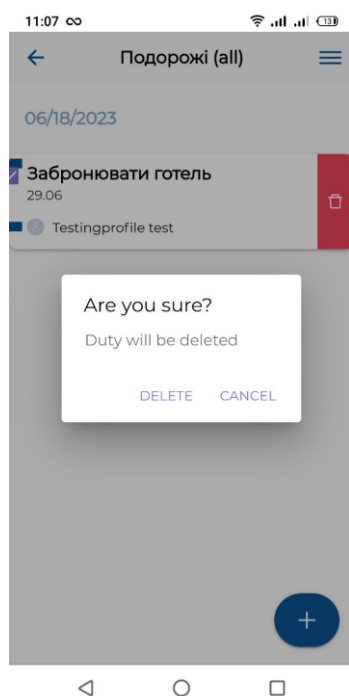 11:07
13
Подорожі (all)
06/18/2023
Забронювати готель
29.06
Testingprofile test
Are you sure?
Duty will be deleted
DELETE CANCEL